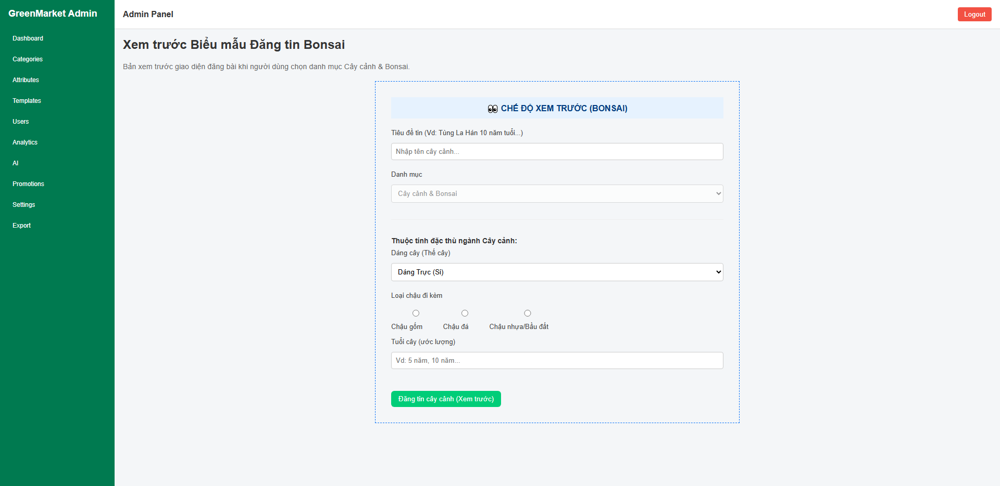 GreenMarket Admin
Dashboard
Categories
Attributes
Templates
Users
Analytics
AI
Promotions
Settings
Export
Admin Panel
Logout
Xem trước Biểu mẫu Đăng tin Bonsai
Bản xem trước giao diện đăng bài khi người dùng chọn danh mục Cây cảnh & Bonsai.
👀 CHẾ ĐỘ XEM TRƯỚC (BONSAI)
Tiêu đề tin (Vd: Tùng La Hán 10 năm tuổi...)
Nhập tên cây cảnh...
Danh mục
Cây cảnh & Bonsai
Thuộc tính đặc thù ngành Cây cảnh:
Dáng cây (Thế cây)
Dáng Trực (Si)
Loại chậu đi kèm
Chậu gốm Chậu đá Chậu nhựa/Bầu đất
Tuổi cây (ước lượng)
Vd: 5 năm, 10 năm...
Đăng tin cây cảnh (Xem trước)